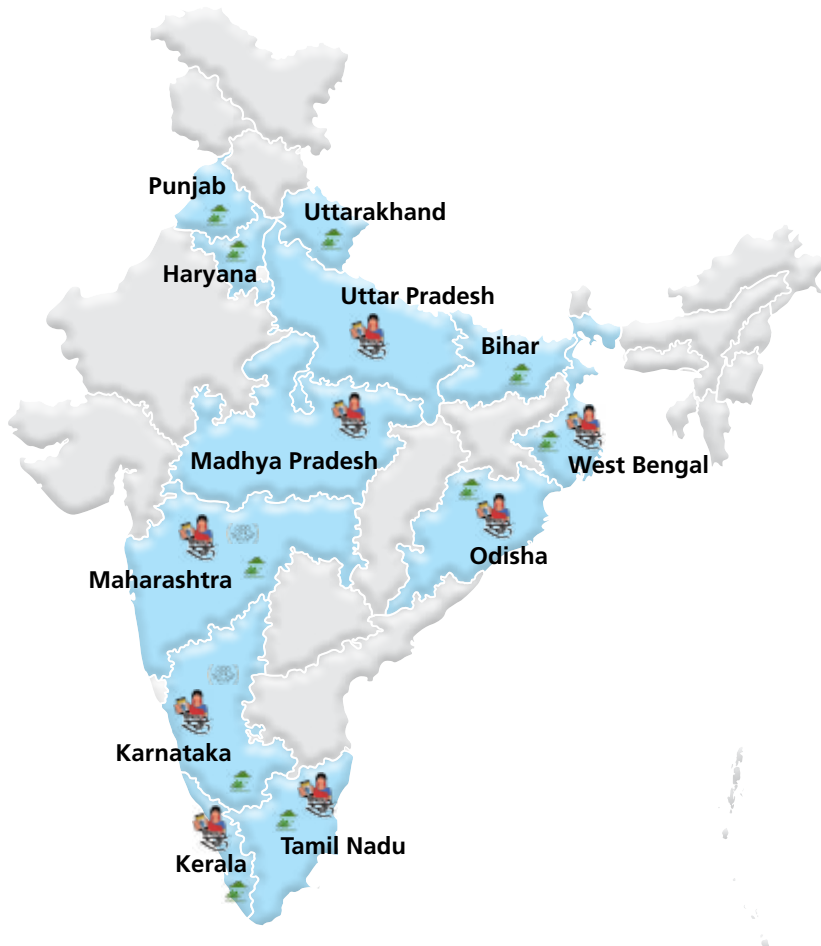 Punjab
Uttarakhand
Haryana
Uttar Pradesh
Bihar
Madhya Pradesh
West Bengal
Odisha
Maharashtra
Karnataka
Tamil Nadu
Kerala